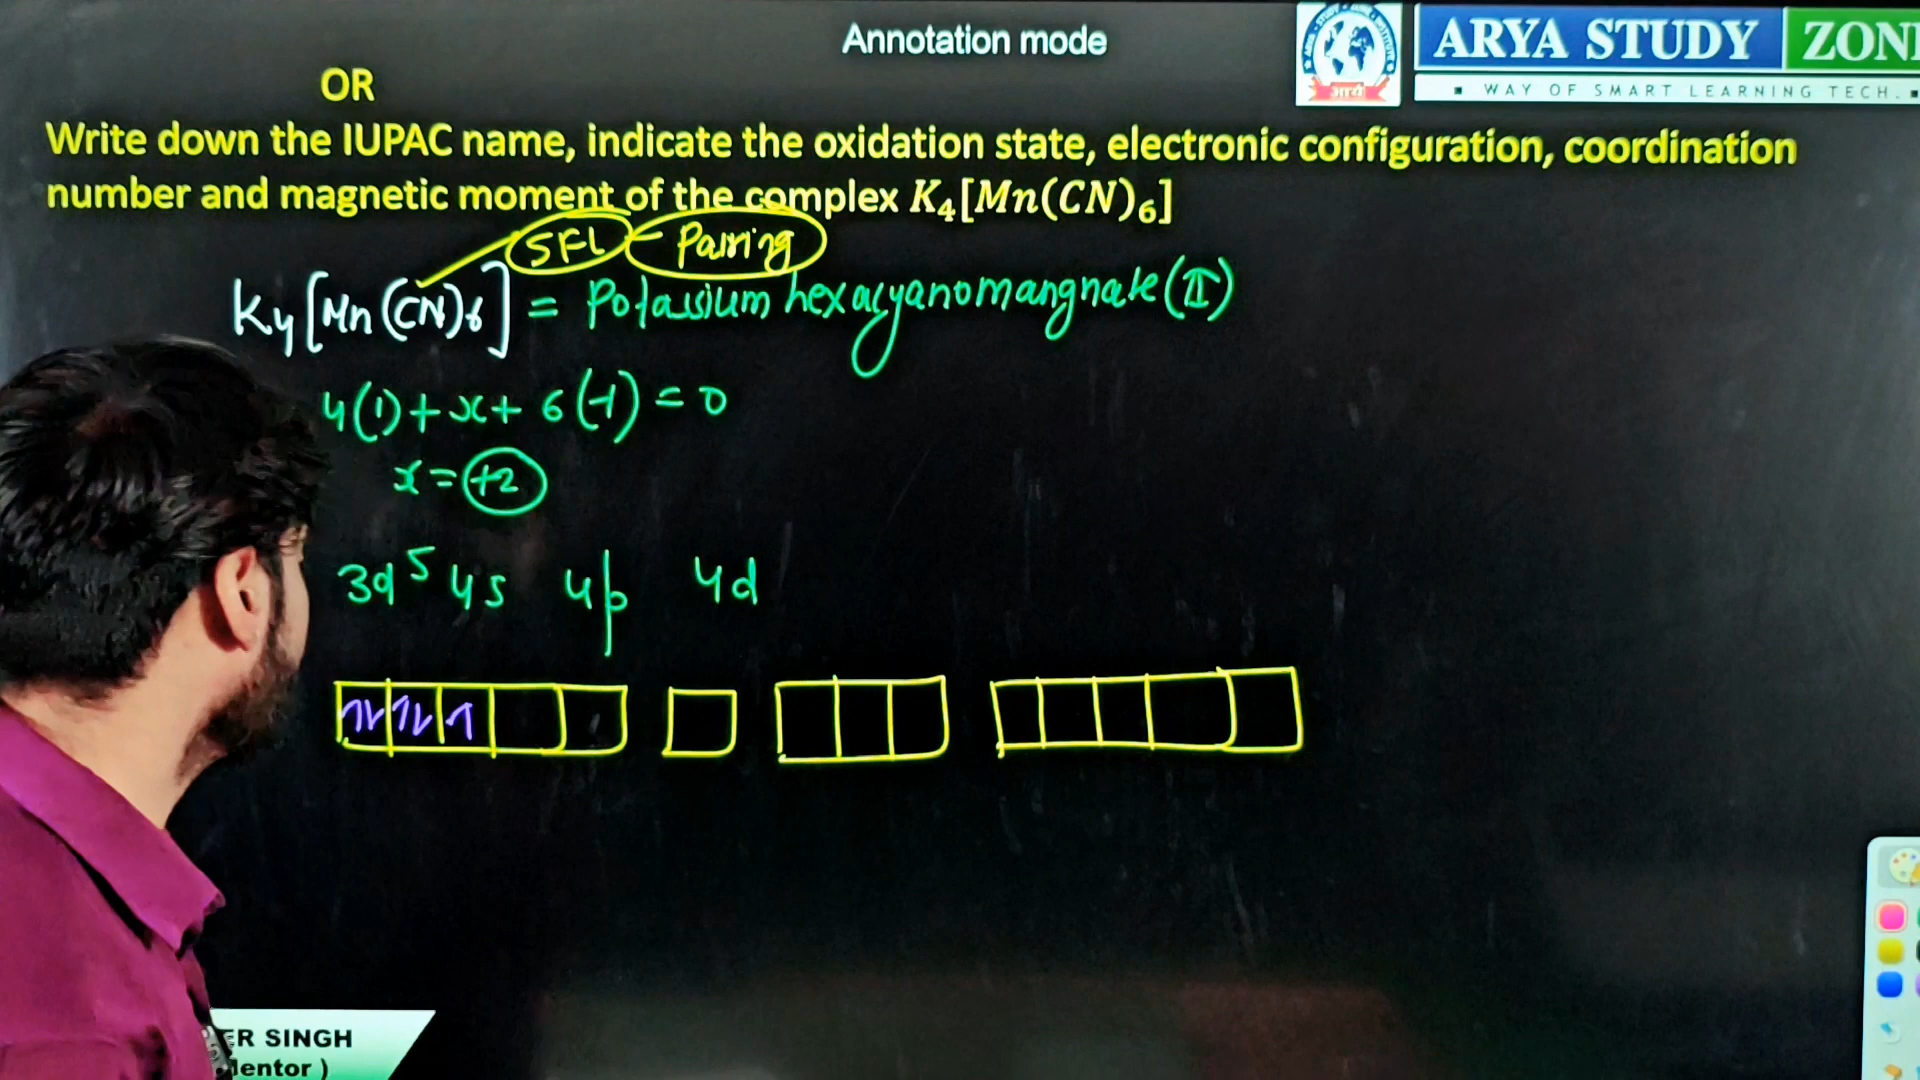 Annotation mode
ARYA STUDY
WAY OF SMART LEARNING TECH.
आर्य
OR
Write down the IUPAC name, indicate the oxidation state, electronic configuration, coordination
number and magnetic moment of the complex K₄[Mn(CN)₆]
SFL - Pairing
K4[Mn(CN)6] = Potassium hexacyanomangnate(II)
4(1)+x+ 6(-1) = 0
x = +2
3d⁵ 4s 4p 4d
↑↓ ↑↓ ↑
ER SINGH